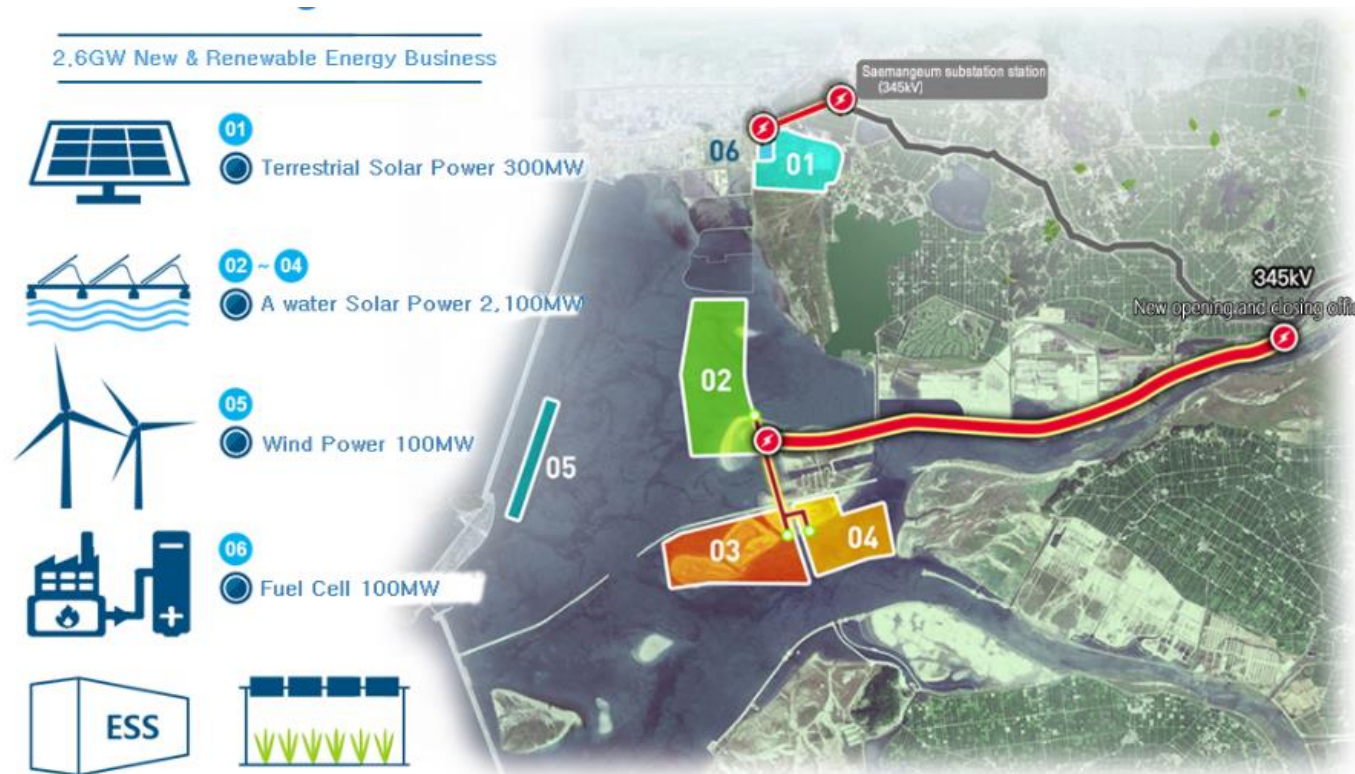 2,6GW New & Renewable Energy Business
01
Terrestrial Solar Power 300MW
02 ~ 04
A water Solar Power 2,100MW
05
Wind Power 100MW
06
Fuel Cell 100MW
ESS
Saemangeum substation station
(345kV)
06
01
345kV
New opening and closing offi
02
05
03
04